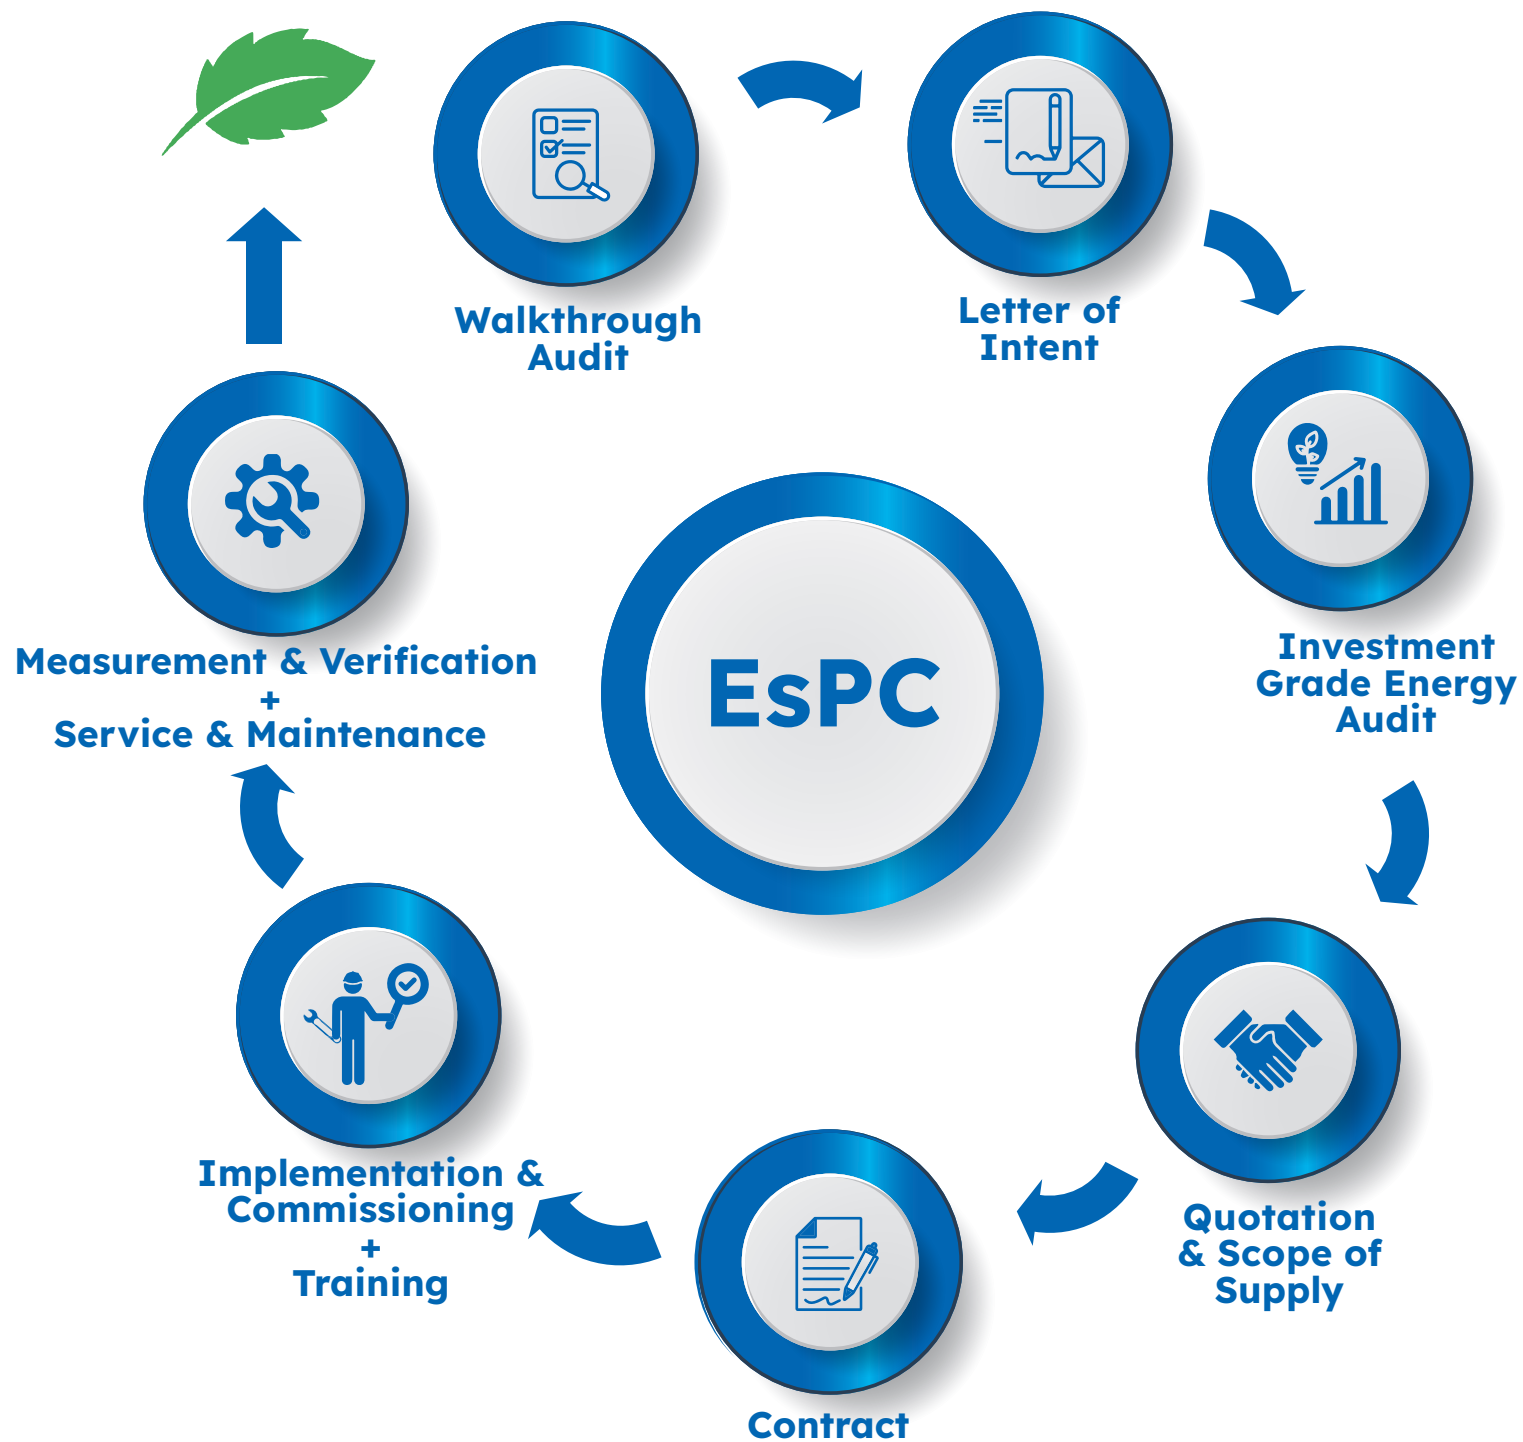 Walkthrough
Audit
Letter of
Intent
Investment
Grade Energy
Audit
Quotation
& Scope of
Supply
Contract
Implementation &
Commissioning
+
Training
Measurement & Verification
+
Service & Maintenance
EsPC